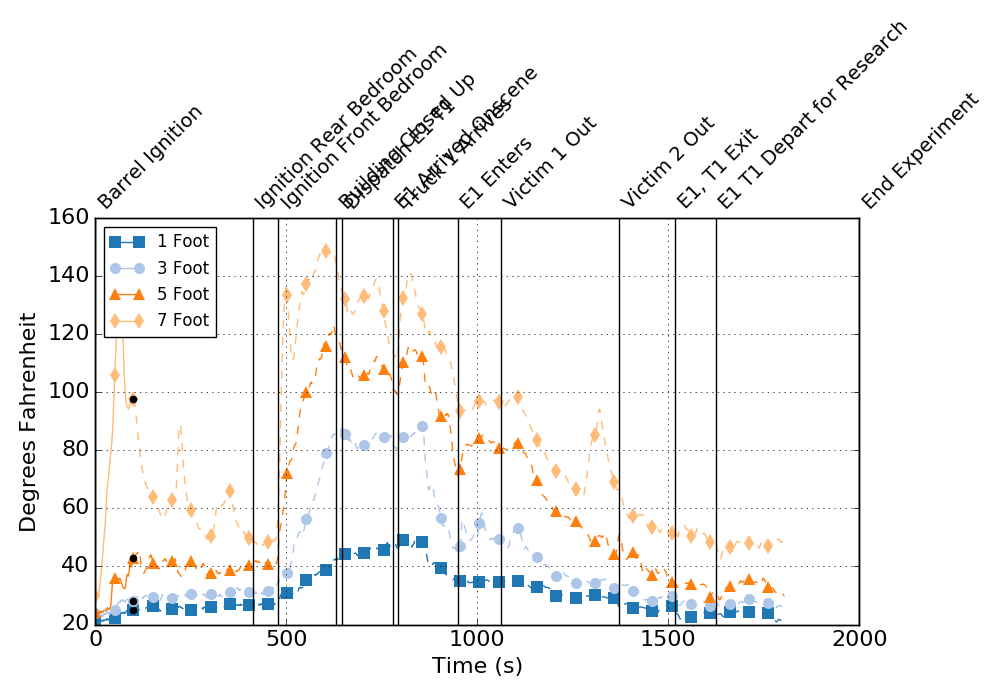 Barrel Ignition
Ignition Rear Bedroom
Ignition Front Bedroom
Building Closed Up
Dispatch E1 T1
E1 Arrived Onscene
Truck 1 Arrives
E1 Enters
Victim 1 Out
Victim 2 Out
E1, T1 Exit
E1 T1 Depart for Research
End Experiment
160
140
120
100
80
60
40
20
Degrees Fahrenheit
1 Foot
3 Foot
5 Foot
7 Foot
0
500
1000
1500
2000
Time (s)